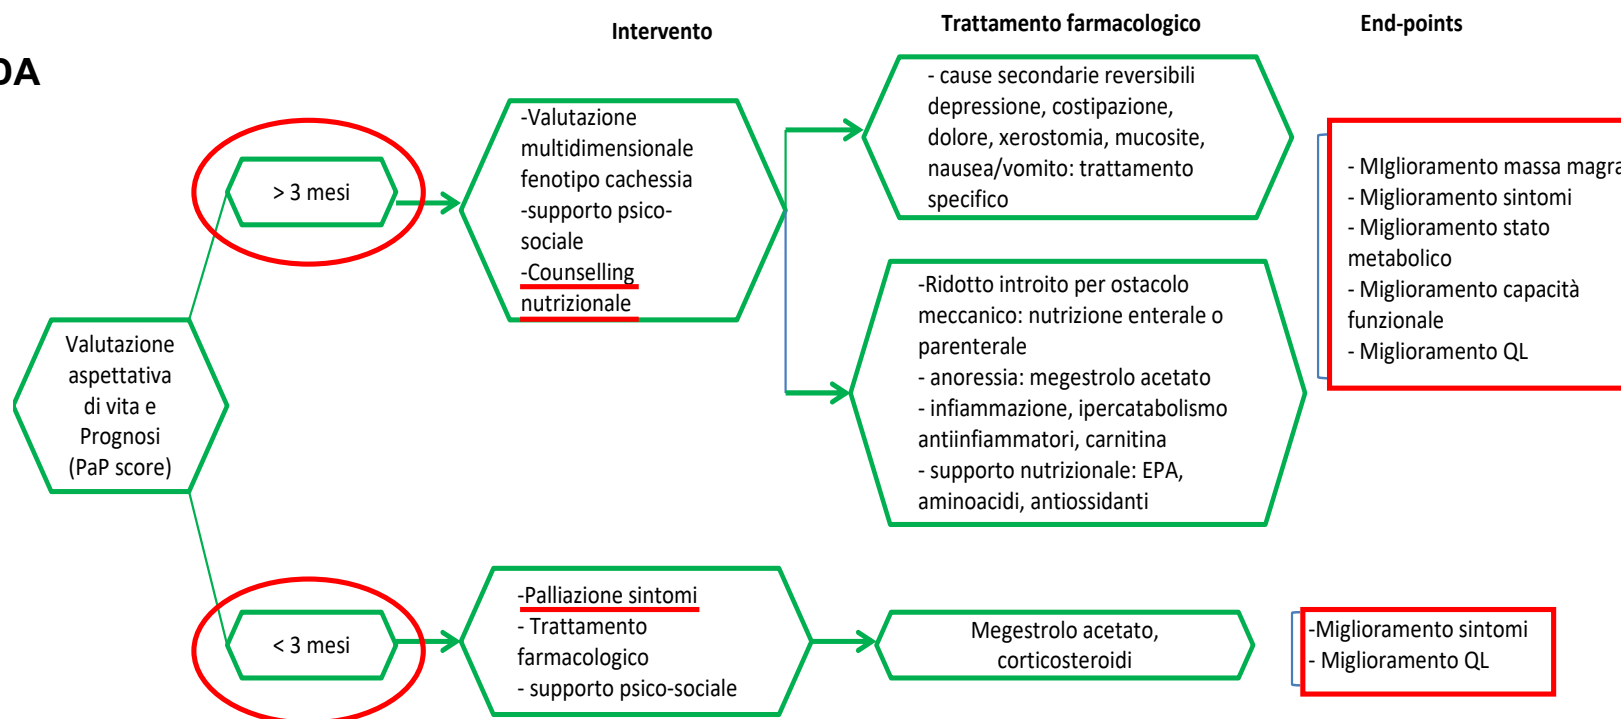 Intervento
Trattamento farmacologico
End-points
DA
> 3 mesi
-Valutazione
multidimensionale
fenotipo cachessia
-supporto psico-
sociale
-Counselling
nutrizionale
- cause secondarie reversibili
depressione, costipazione,
dolore, xerostomia, mucosite,
nausea/vomito: trattamento
specifico
-Ridotto introito per ostacolo
meccanico: nutrizione enterale o
parenterale
- anoressia: megestrolo acetato
- infiammazione, ipercatabolismo
antiinfiammatori, carnitina
- supporto nutrizionale: EPA,
aminoacidi, antiossidanti
- MIglioramento massa magra
- Miglioramento sintomi
- Miglioramento stato
metabolico
- Miglioramento capacità
funzionale
- Miglioramento QL
Valutazione
aspettativa
di vita e
Prognosi
(PaP score)
< 3 mesi
-Palliazione sintomi
- Trattamento
farmacologico
- supporto psico-sociale
Megestrolo acetato,
corticosteroidi
-Miglioramento sintomi
- Miglioramento QL